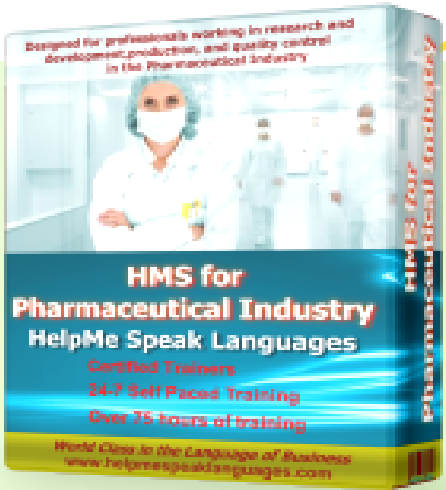 Designed for professionals working in research and
development,production, and quality control
in the Pharmaceutical Industry
HMS for
Pharmaceutical Industry
HelpMe Speak Languages
Certified Trainers
24-7 Self Paced Training
Over 75 hours of training
World Class in the Language of Business
www.helpmespeaklanguages.com
HMS for
Pharmaceutical Industry